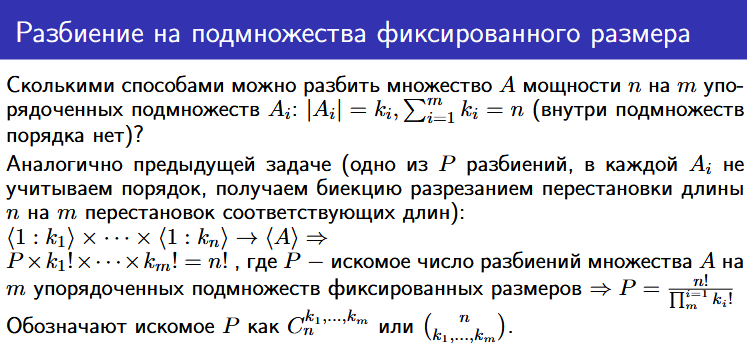 Разбиение на подмножества фиксированного размера
Сколькими способами можно разбить множество $A$ мощности $n$ на $m$ упо-
рядоченных подмножеств $A_i$: $|A_i| = k_i, \sum_{i=1}^{m} k_i = n$ (внутри подмножеств
порядка нет)?
Аналогично предыдущей задаче (одно из $P$ разбиений, в каждой $A_i$ не
учитываем порядок, получаем биекцию разрезанием перестановки длины
$n$ на $m$ перестановок соответствующих длин):
$\langle 1 : k_1 \rangle \times \cdots \times \langle 1 : k_n \rangle \to \langle A \rangle \Rightarrow$
$P \times k_1! \times \cdots \times k_m! = n!$ , где $P$ − искомое число разбиений множества $A$ на
$m$ упорядоченных подмножеств фиксированных размеров $\Rightarrow P = \frac{n!}{\prod_{m}^{i=1} k_i!}$
Обозначают искомое $P$ как $C_n^{k_1,\ldots,k_m}$ или $\binom{n}{k_1,\ldots,k_m}$.